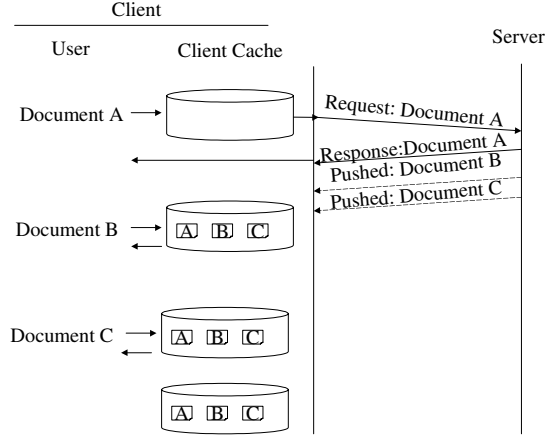 Client
User
Client Cache
Server
Document A
Request: Document A
Response:Document A
Pushed: Document B
Pushed: Document C
Document B
A B C
Document C
A B C
A B C